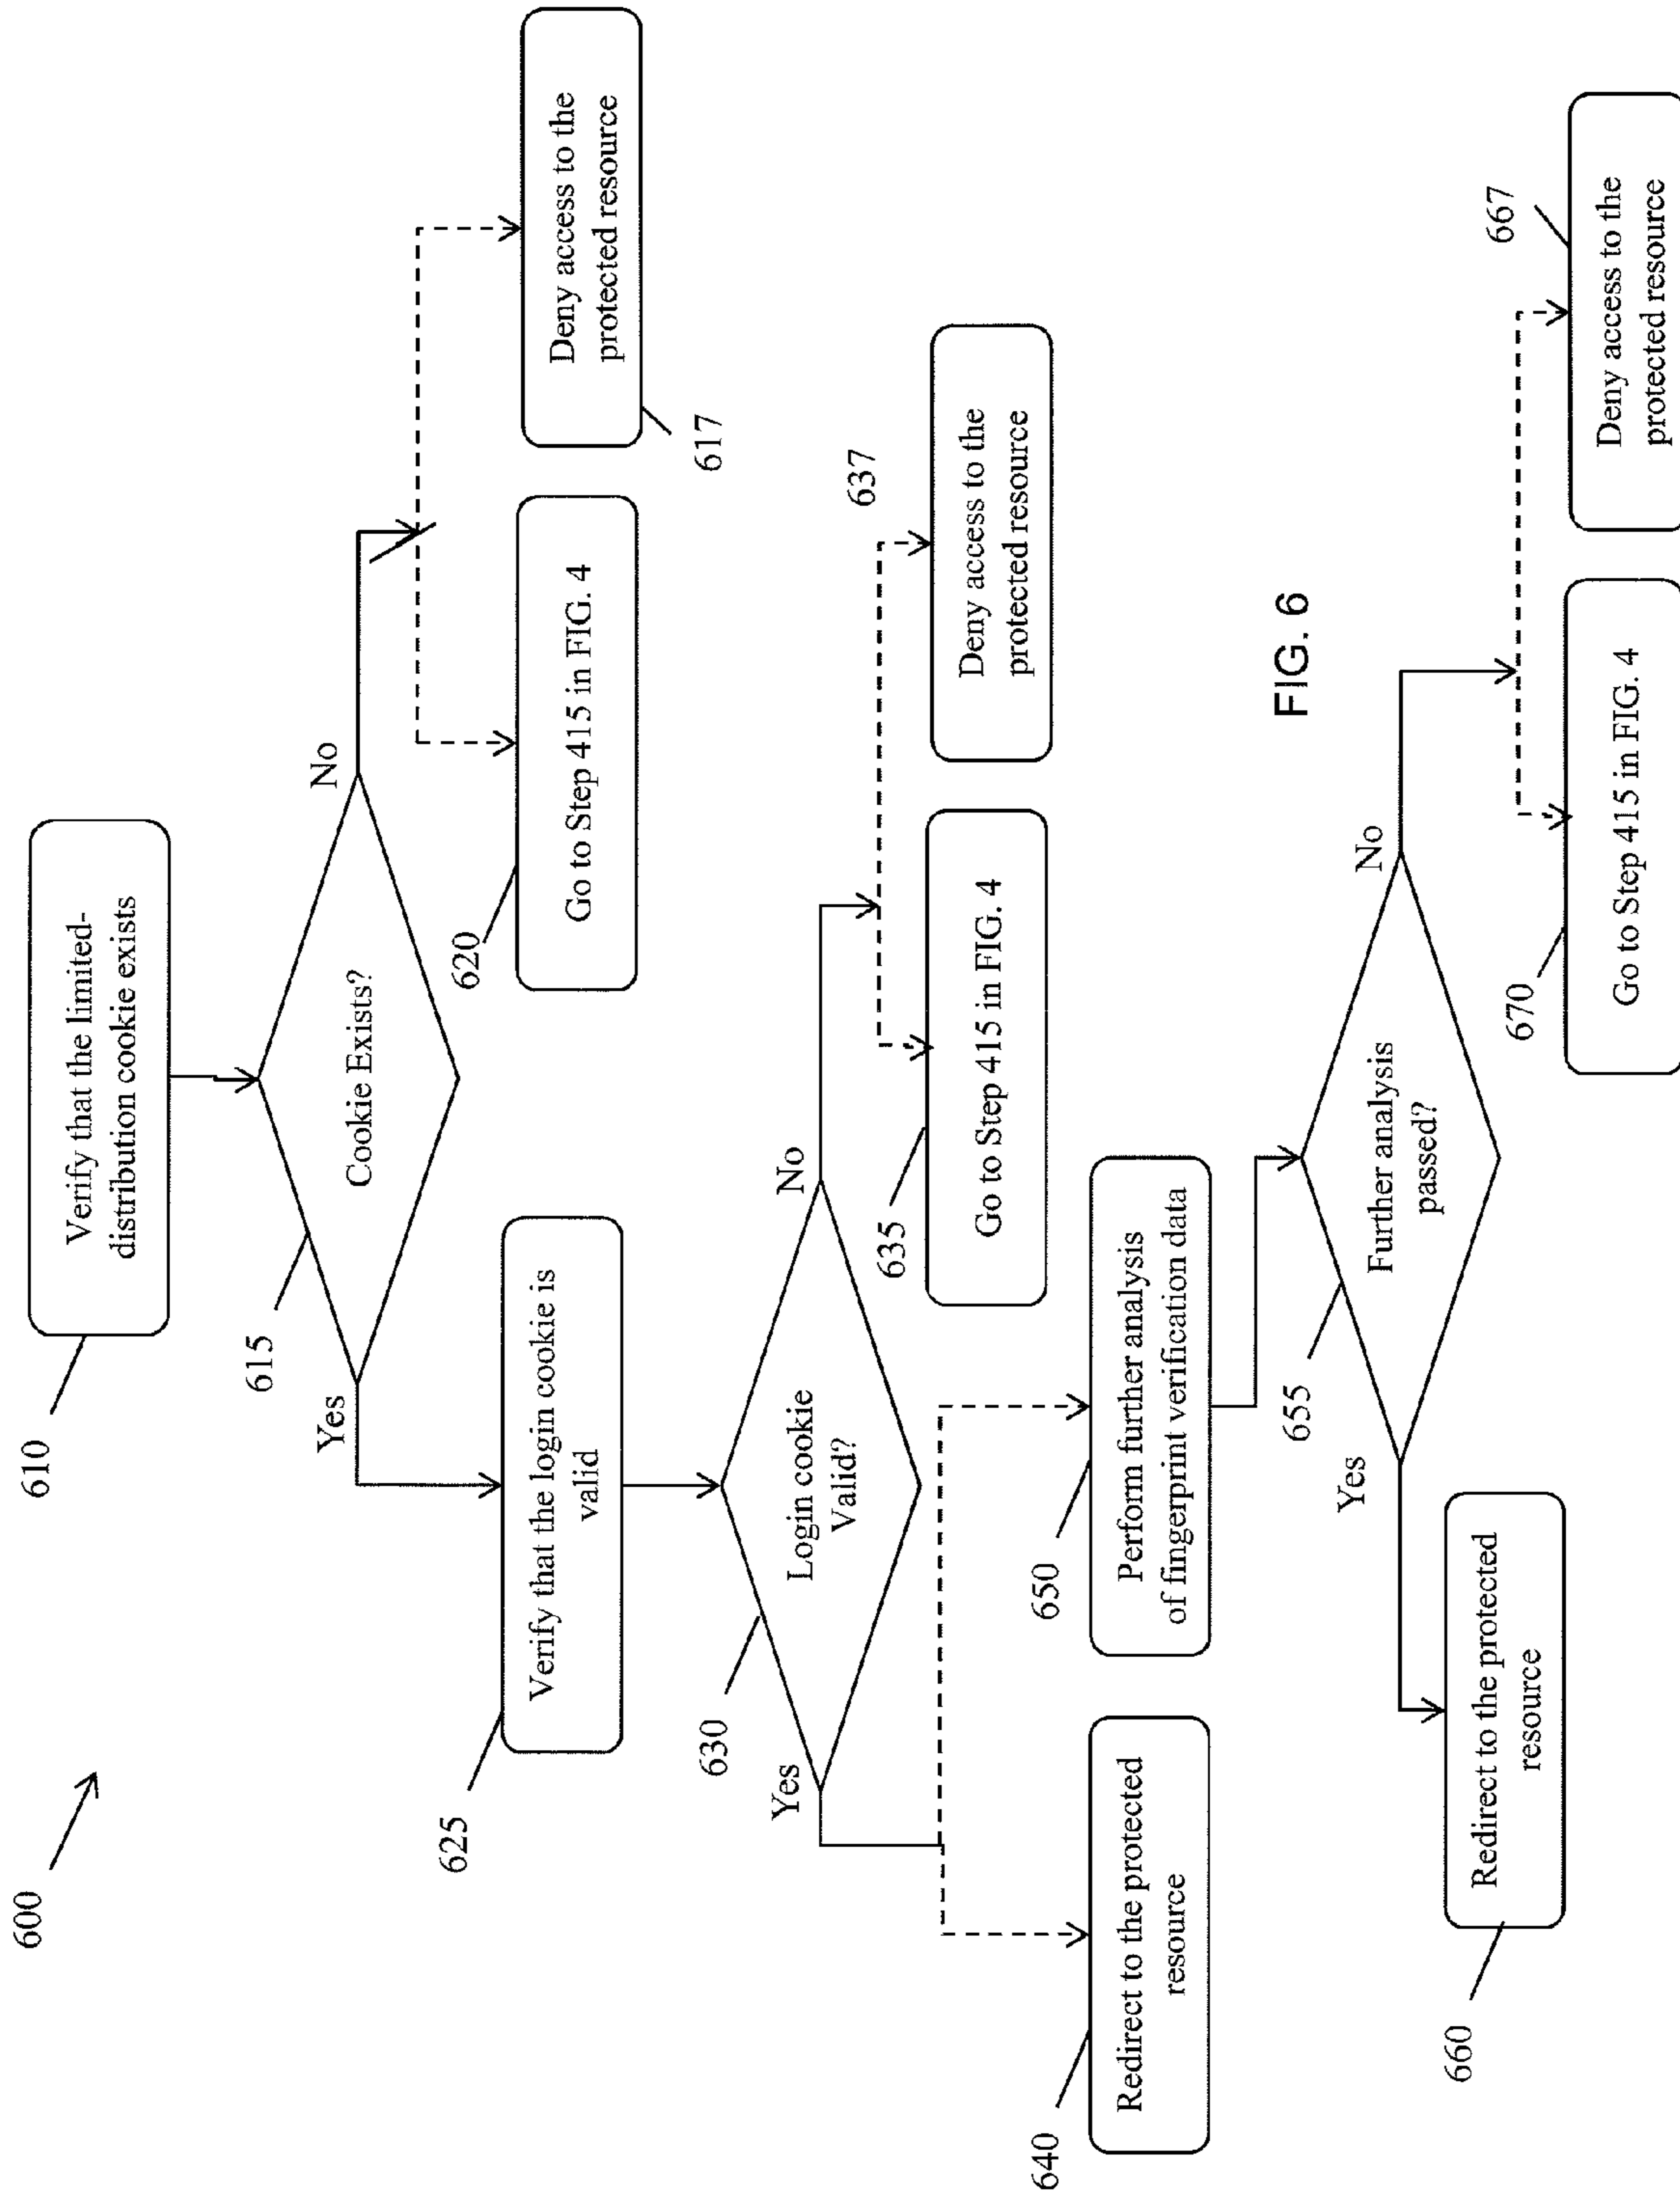 600
610
Verify that the limited-
distribution cookie exists
615
Cookie Exists?
Yes
No
620
Go to Step 415 in FIG. 4
Deny access to the
protected resource
617
625
Verify that the login cookie is
valid
630
Login cookie
Valid?
Yes
No
635
Go to Step 415 in FIG. 4
637
Deny access to the
protected resource
640
Redirect to the protected
resource
650
Perform further analysis
of fingerprint verification data
655
Further analysis
passed?
Yes
No
660
Redirect to the protected
resource
670
Go to Step 415 in FIG. 4
667
Deny access to the
protected resource
FIG. 6